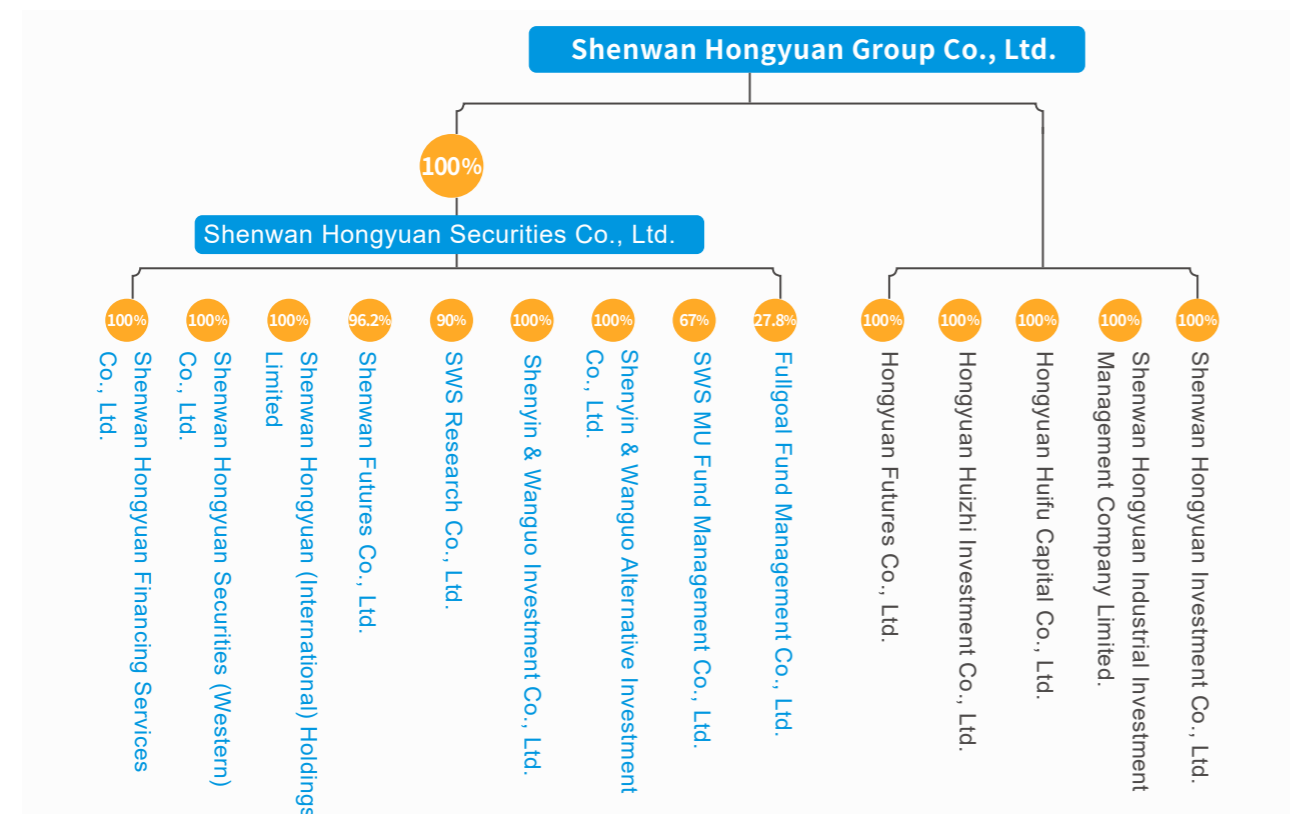 Shenwan Hongyuan Group Co., Ltd.
100%
Shenwan Hongyuan Securities Co., Ltd.
100%
100%
100%
96.2%
90%
100%
100%
67%
27.8%
100%
100%
100%
100%
100%
Shenwan Hongyuan Financing Services
Co., Ltd.
Shenwan Hongyuan Securities (Western)
Co., Ltd.
Shenwan Hongyuan (International) Holdings
Limited
Shenwan Futures Co., Ltd.
SWS Research Co., Ltd.
Shenyin & Wanguo Investment Co., Ltd.
Shenyin & Wanguo Alternative Investment
Co., Ltd.
SWS MU Fund Management Co., Ltd.
Fullgoal Fund Management Co., Ltd.
Hongyuan Futures Co., Ltd.
Hongyuan Huizhi Investment Co., Ltd.
Hongyuan Huifu Capital Co., Ltd.
Shenwan Hongyuan Industrial Investment
Management Company Limited.
Shenwan Hongyuan Investment Co., Ltd.